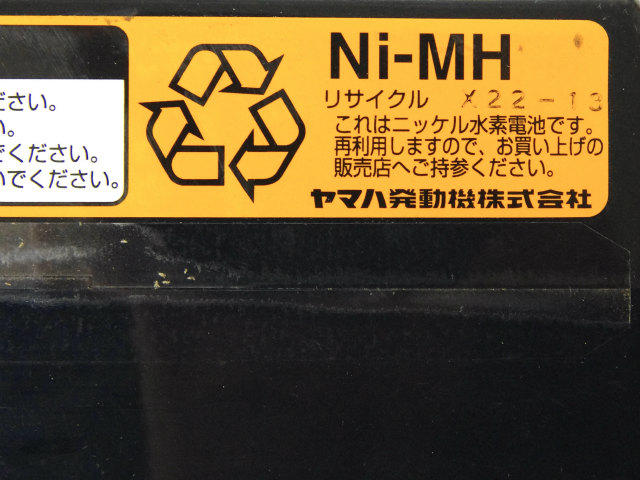 ださい。
い。
でください。
いでください。
Ni-MH
リサイクル X22-13
これはニッケル水素電池です。
再利用しますので、お買い上げの
販売店へご持参ください。
ヤマハ発動機株式会社